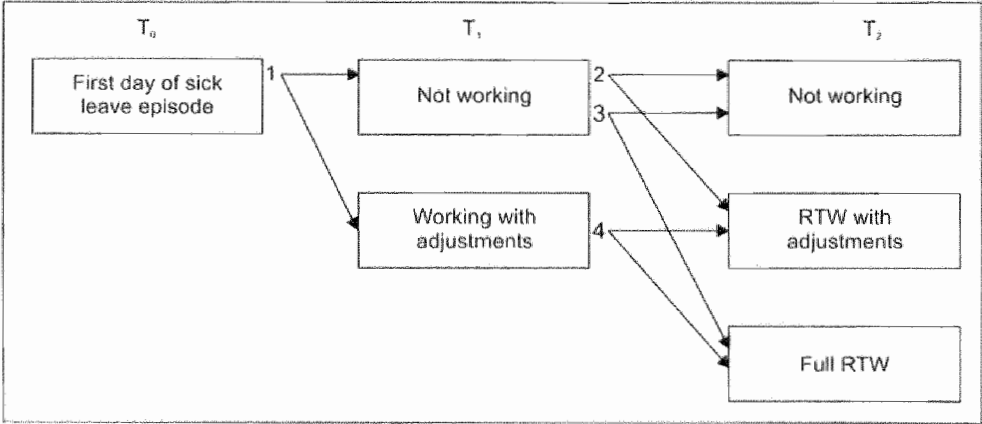 T₀ T₁ T₂
First day of sick
leave episode
1
Not working
2
3
Not working
Working with
adjustments
4
RTW with
adjustments
Full RTW